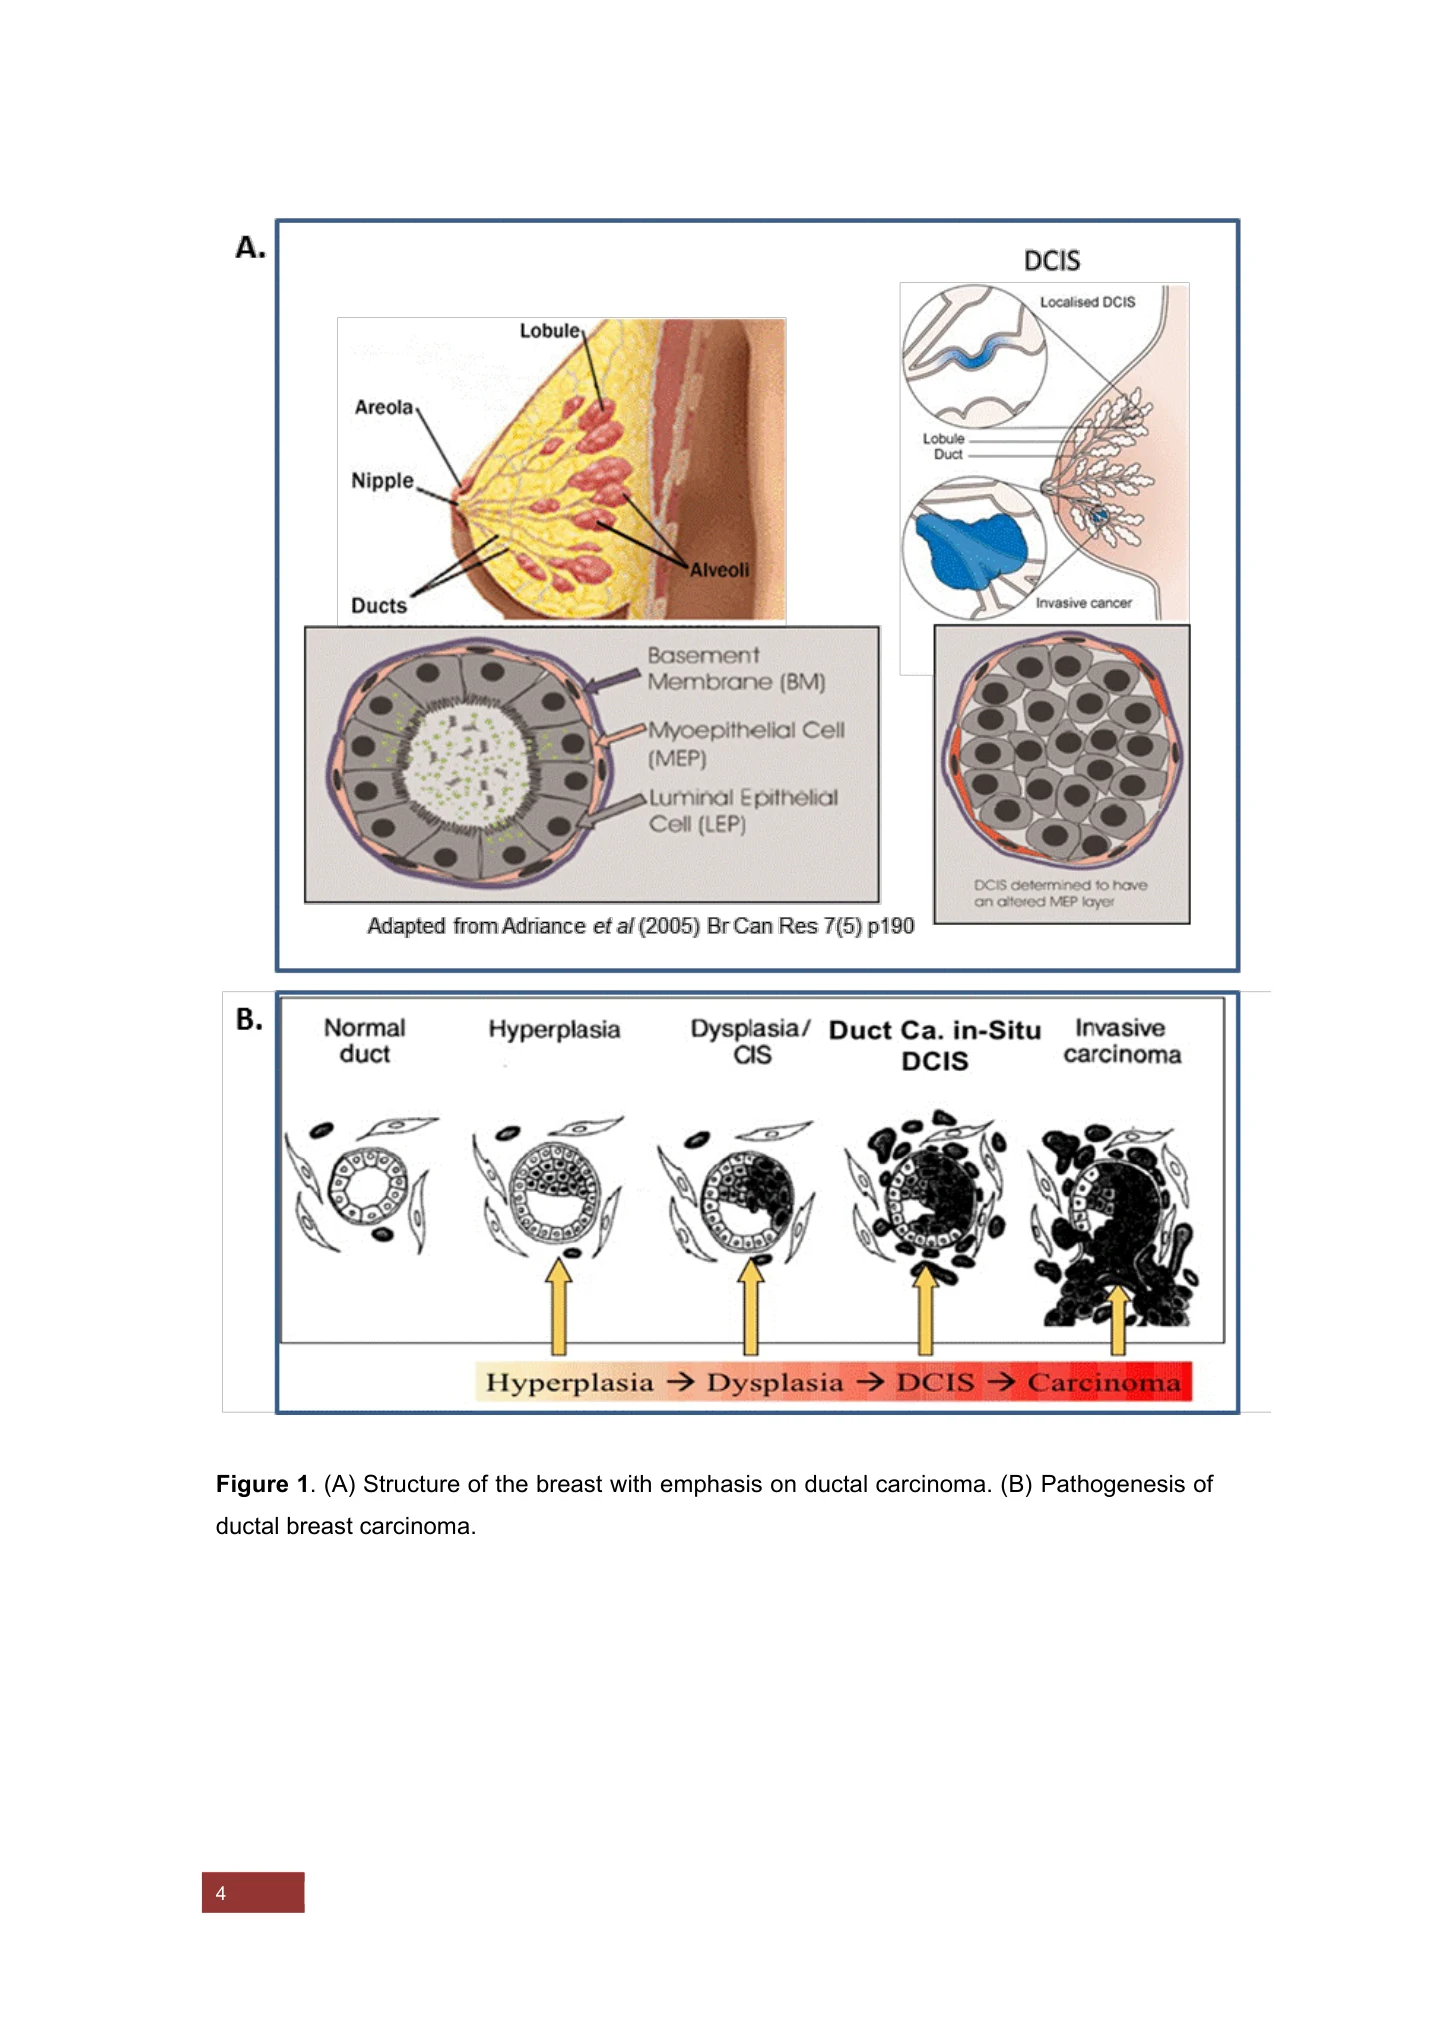 A.
DCIS
Localised DCIS
Lobule
Areola
Nipple
Ducts
Alveoli
Lobule
Duct
Invasive cancer
Basement
Membrane (BM)
Myoepithelial Cell
(MEP)
Luminal Epithelial
Cell (LEP)
DCIS determined to have
an altered MEP layer
Adapted from Adriance et al (2005) Br Can Res 7(5) p190
B.
Normal
duct
Hyperplasia
Dysplasia/
CIS
Duct Ca. in-Situ
DCIS
Invasive
carcinoma
Hyperplasia → Dysplasia → DCIS → Carcinoma
Figure 1. (A) Structure of the breast with emphasis on ductal carcinoma. (B) Pathogenesis of
ductal breast carcinoma.
4